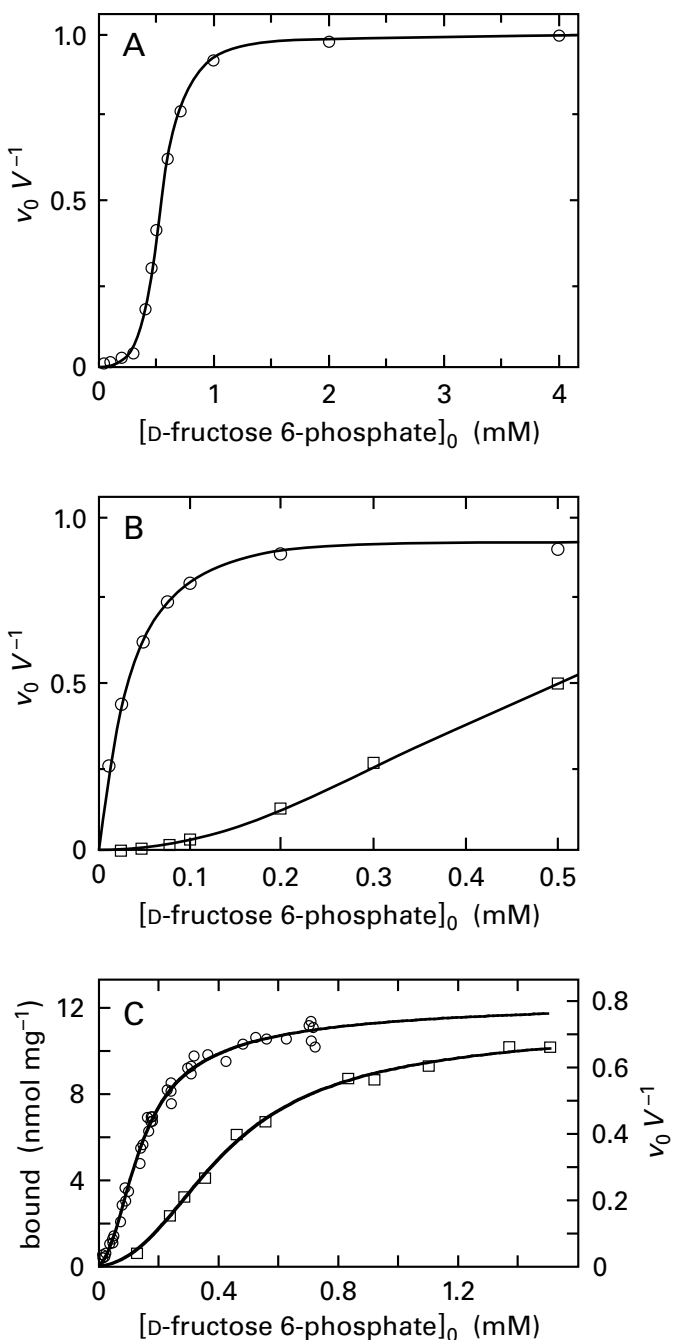 A
1.0
0.5
0
v₀ V⁻¹
0 1 2 3 4
[D-fructose 6-phosphate]₀ (mM)
B
1.0
0.5
0
v₀ V⁻¹
0 0.1 0.2 0.3 0.4 0.5
[D-fructose 6-phosphate]₀ (mM)
C
12
8
4
0
bound (nmol mg⁻¹)
0.8
0.6
0.4
0.2
0
v₀ V⁻¹
0 0.4 0.8 1.2
[D-fructose 6-phosphate]₀ (mM)